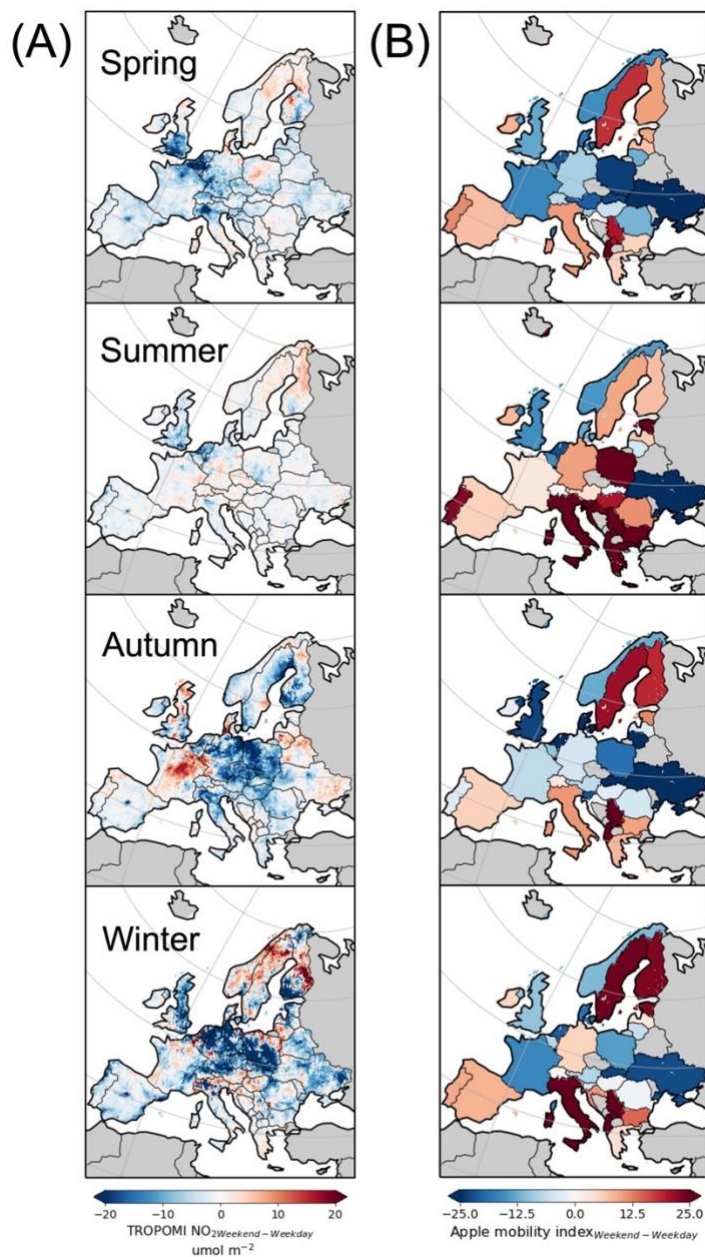 (A) (B)
Spring
Summer
Autumn
Winter
−20 −10 0 10 20
TROPOMI NO2Weekend−Weekday
umol m−2
−25.0 −12.5 0.0 12.5 25.0
Apple mobility indexWeekend−Weekday